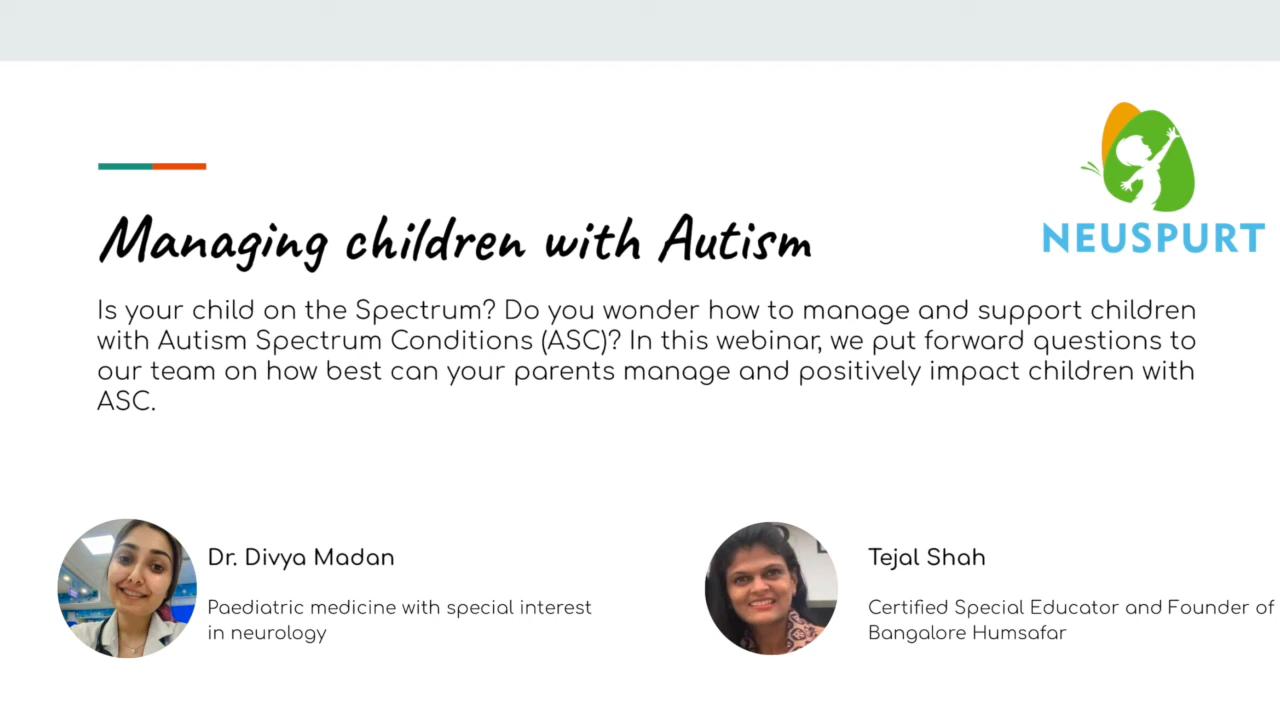 NEUSPURT
Managing children with Autism
Is your child on the Spectrum? Do you wonder how to manage and support children
with Autism Spectrum Conditions (ASC)? In this webinar, we put forward questions to
our team on how best can your parents manage and positively impact children with
ASC.
Dr. Divya Madan
Paediatric medicine with special interest
in neurology
Tejal Shah
Certified Special Educator and Founder of
Bangalore Humsafar